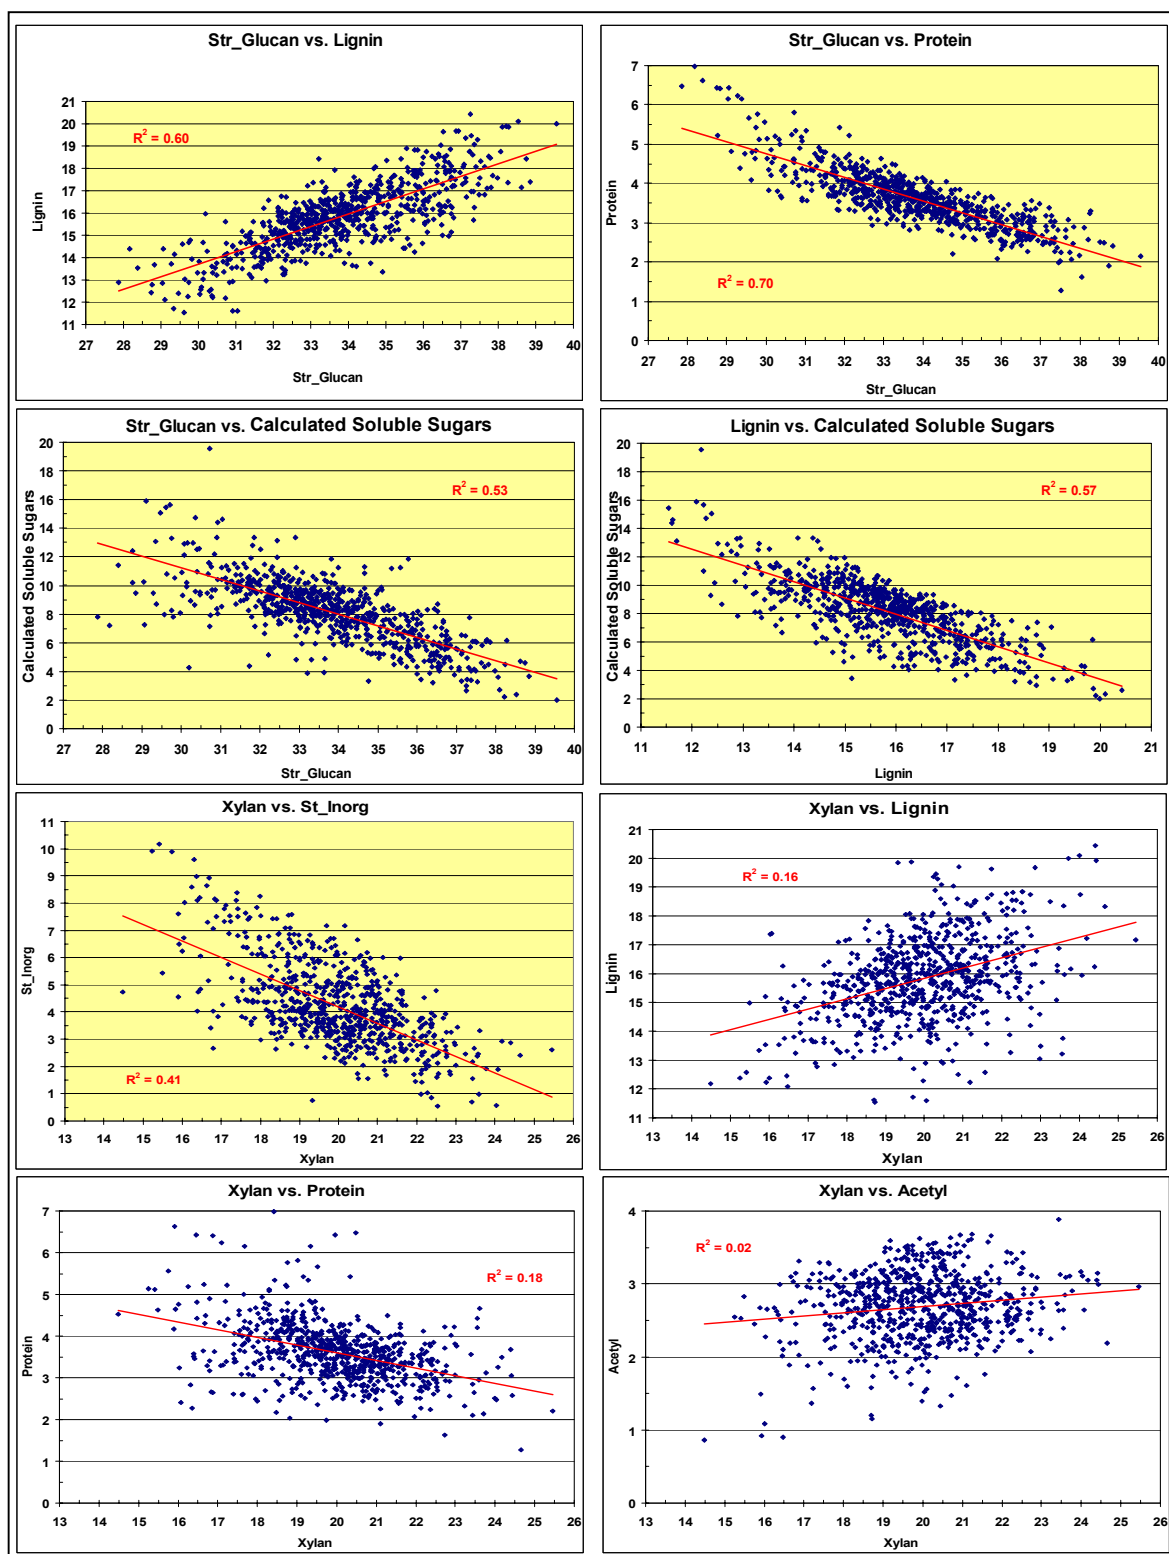 Str_Glucan vs. Lignin
21
20
19
18
17
16
15
14
13
12
11
Lignin
R² = 0.60
27 28 29 30 31 32 33 34 35 36 37 38 39 40
Str_Glucan
Str_Glucan vs. Protein
7
6
5
4
3
2
1
0
Protein
R² = 0.70
27 28 29 30 31 32 33 34 35 36 37 38 39 40
Str_Glucan
Str_Glucan vs. Calculated Soluble Sugars
20
18
16
14
12
10
8
6
4
2
0
Calculated Soluble Sugars
R² = 0.53
27 28 29 30 31 32 33 34 35 36 37 38 39 40
Str_Glucan
Lignin vs. Calculated Soluble Sugars
20
18
16
14
12
10
8
6
4
2
0
Calculated Soluble Sugars
R² = 0.57
11 12 13 14 15 16 17 18 19 20 21
Lignin
Xylan vs. St_Inorg
11
10
9
8
7
6
5
4
3
2
1
0
St_Inorg
R² = 0.41
13 14 15 16 17 18 19 20 21 22 23 24 25 26
Xylan
Xylan vs. Lignin
21
20
19
18
17
16
15
14
13
12
11
Lignin
R² = 0.16
13 14 15 16 17 18 19 20 21 22 23 24 25 26
Xylan
Xylan vs. Protein
7
6
5
4
3
2
1
0
Protein
R² = 0.18
13 14 15 16 17 18 19 20 21 22 23 24 25 26
Xylan
Xylan vs. Acetyl
4
3
2
1
0
Acetyl
R² = 0.02
13 14 15 16 17 18 19 20 21 22 23 24 25 26
Xylan